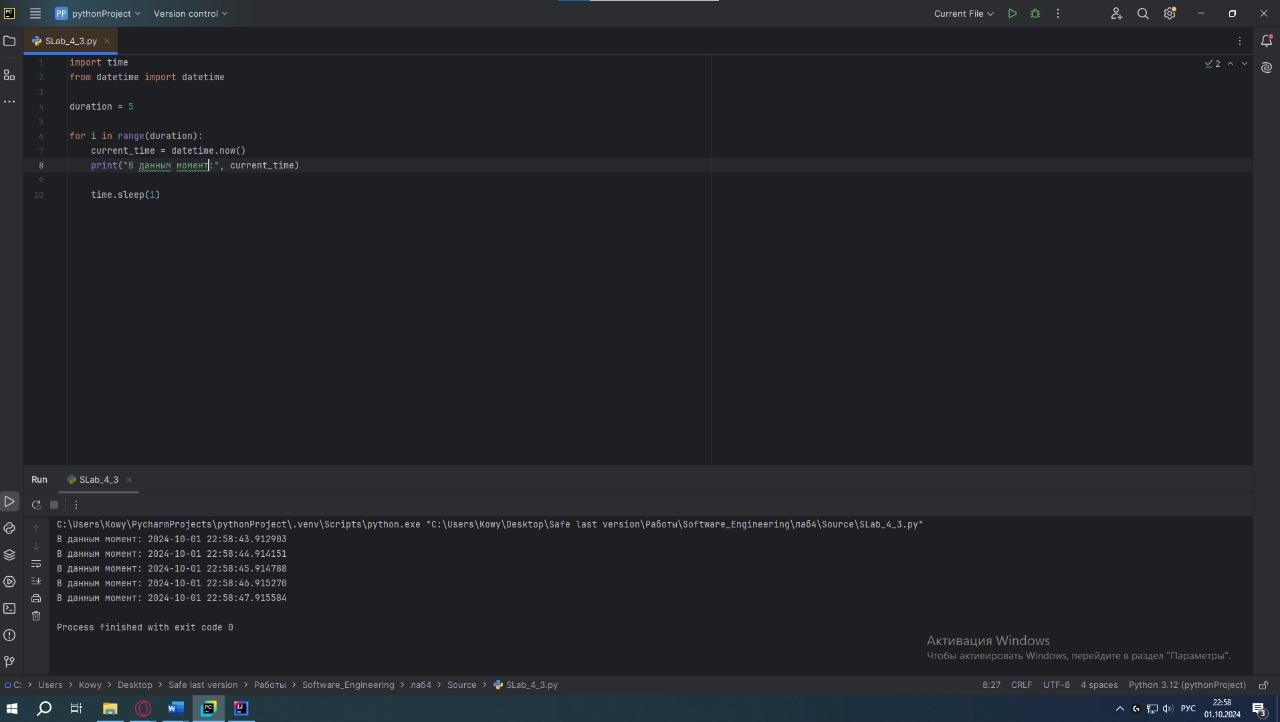 PP pythonProject Version control Current File
SLab_4_3.py
1 import time
2 from datetime import datetime
3
4 duration = 5
5
6 for i in range(duration):
7 current_time = datetime.now()
8 print("В данным момент:", current_time)
9
10 time.sleep(1)
2
Run SLab_4_3
C:\Users\Kowy\PycharmProjects\pythonProject\.venv\Scripts\python.exe "C:\Users\Kowy\Desktop\Safe last version\Работы\Software_Engineering\лаб4\Source\SLab_4_3.py"
В данным момент: 2024-10-01 22:58:43.912903
В данным момент: 2024-10-01 22:58:44.914151
В данным момент: 2024-10-01 22:58:45.914788
В данным момент: 2024-10-01 22:58:46.915270
В данным момент: 2024-10-01 22:58:47.915584
Process finished with exit code 0
Активация Windows
Чтобы активировать Windows, перейдите в раздел "Параметры".
C: > Users > Kowy > Desktop > Safe last version > Работы > Software_Engineering > лаб4 > Source > SLab_4_3.py 8:27 CRLF UTF-8 4 spaces Python 3.12 (pythonProject)
РУС 22:58
01.10.2024